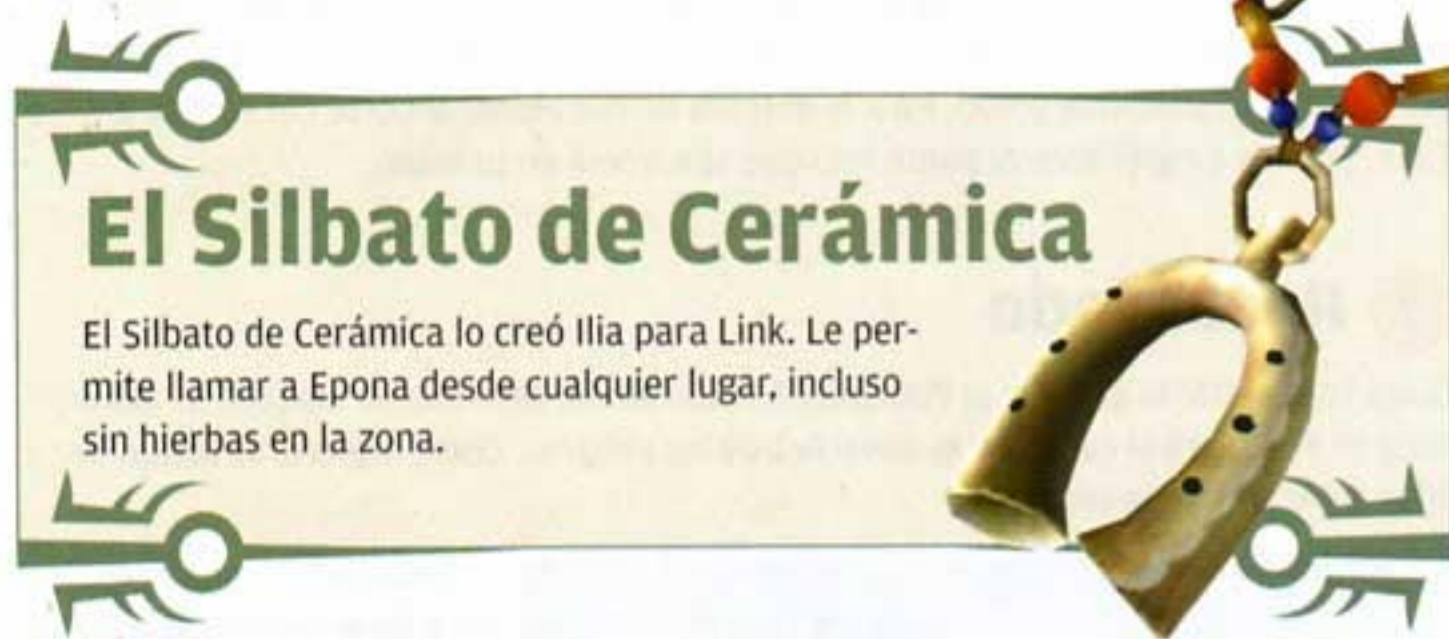 El Silbato de Cerámica
El Silbato de Cerámica lo creó Ilia para Link. Le per-
mite llamar a Epona desde cualquier lugar, incluso
sin hierbas en la zona.